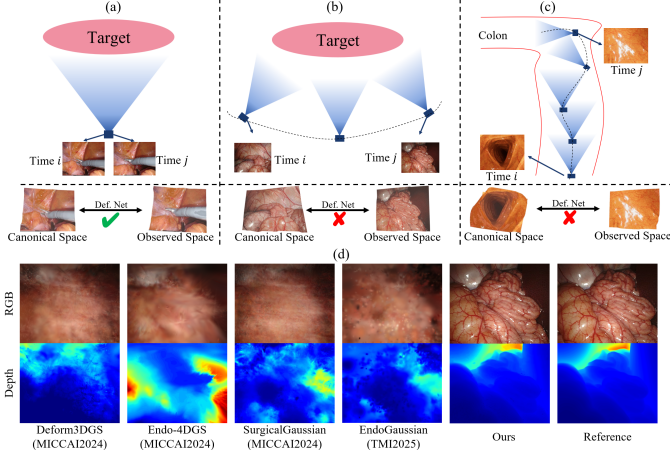 (a)
(b)
(c)
Target
Target
Colon
Time j
Time i
Time j
Time i
Time j
Time i
Def. Net
Def. Net
Def. Net
Canonical Space
Observed Space
Canonical Space
Observed Space
Canonical Space
Observed Space
(d)
RGB
Depth
Deform3DGS
(MICCAI2024)
Endo-4DGS
(MICCAI2024)
SurgicalGaussian
(MICCAI2024)
EndoGaussian
(TMI2025)
Ours
Reference